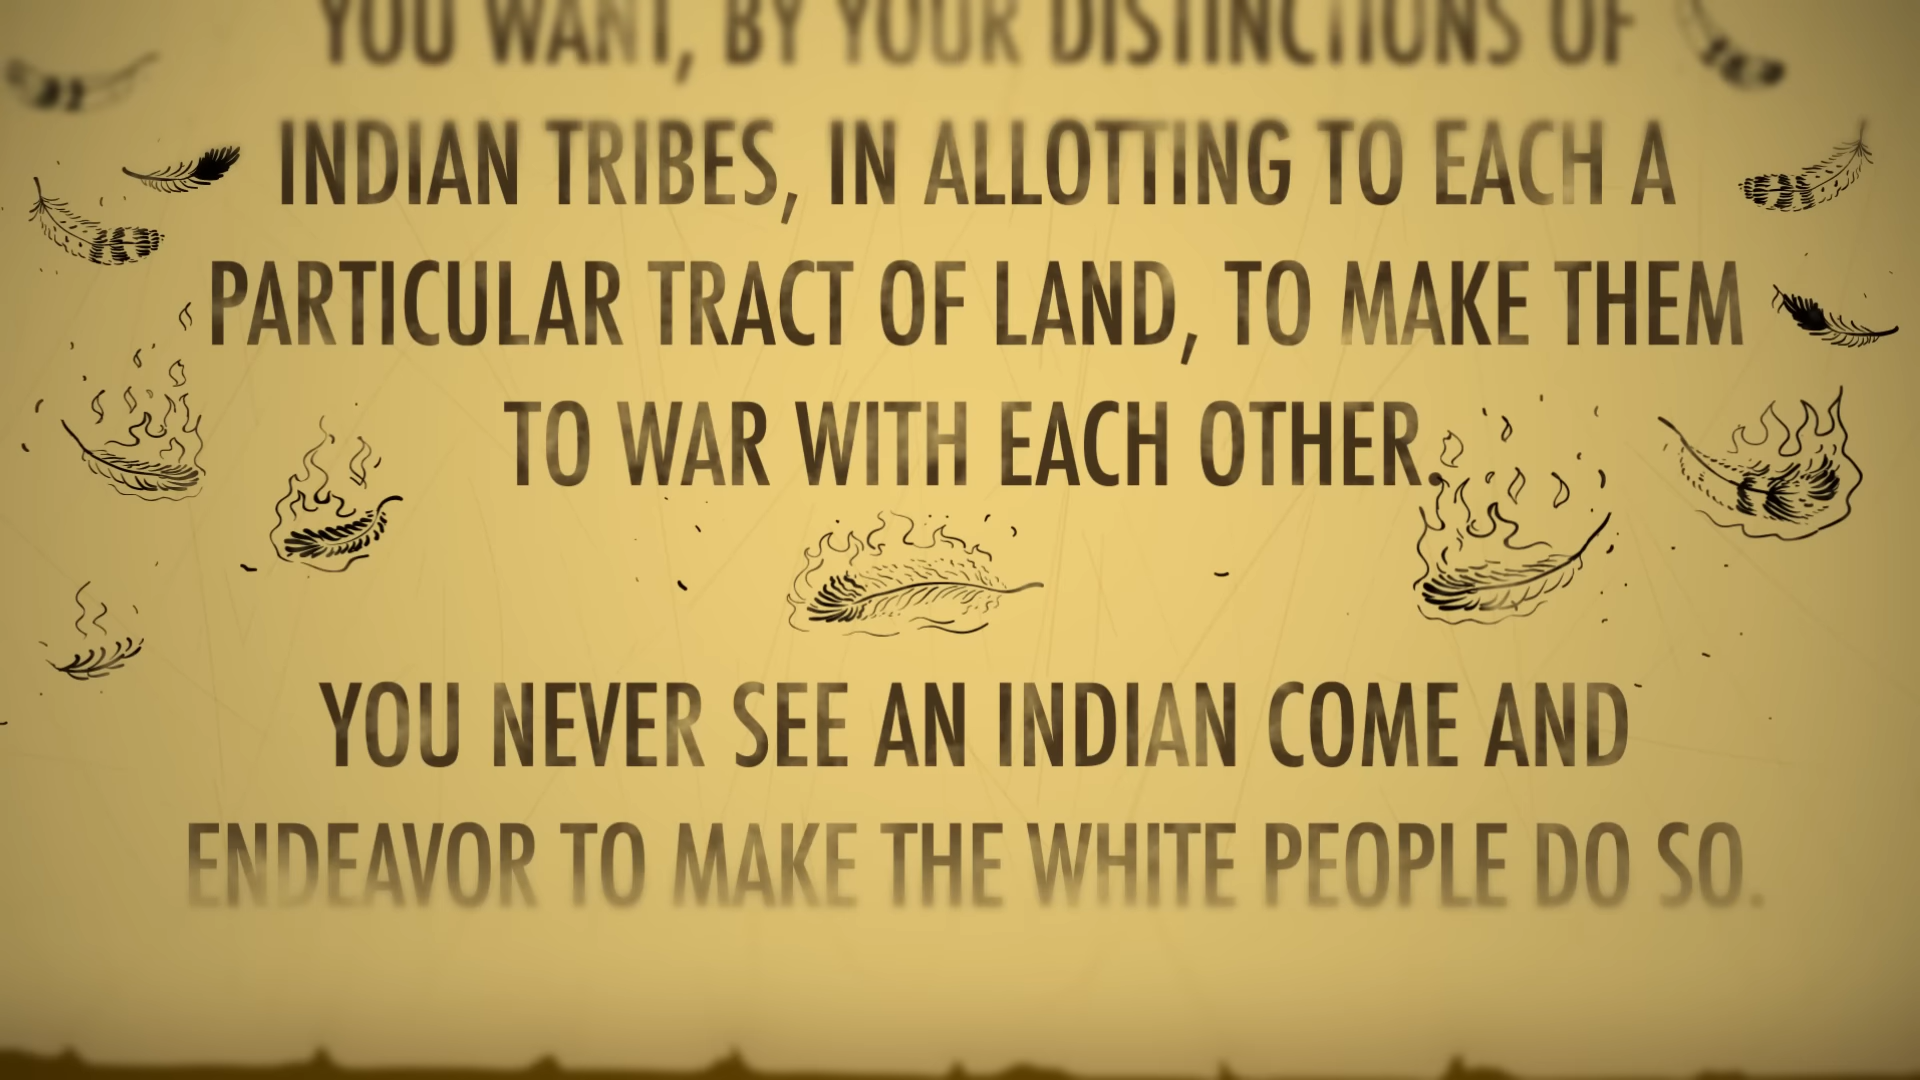 YOU WANT, BY YOUR DISTINCTIONS OF
INDIAN TRIBES, IN ALLOTTING TO EACH A
PARTICULAR TRACT OF LAND, TO MAKE THEM
TO WAR WITH EACH OTHER.
YOU NEVER SEE AN INDIAN COME AND
ENDEAVOR TO MAKE THE WHITE PEOPLE DO SO.